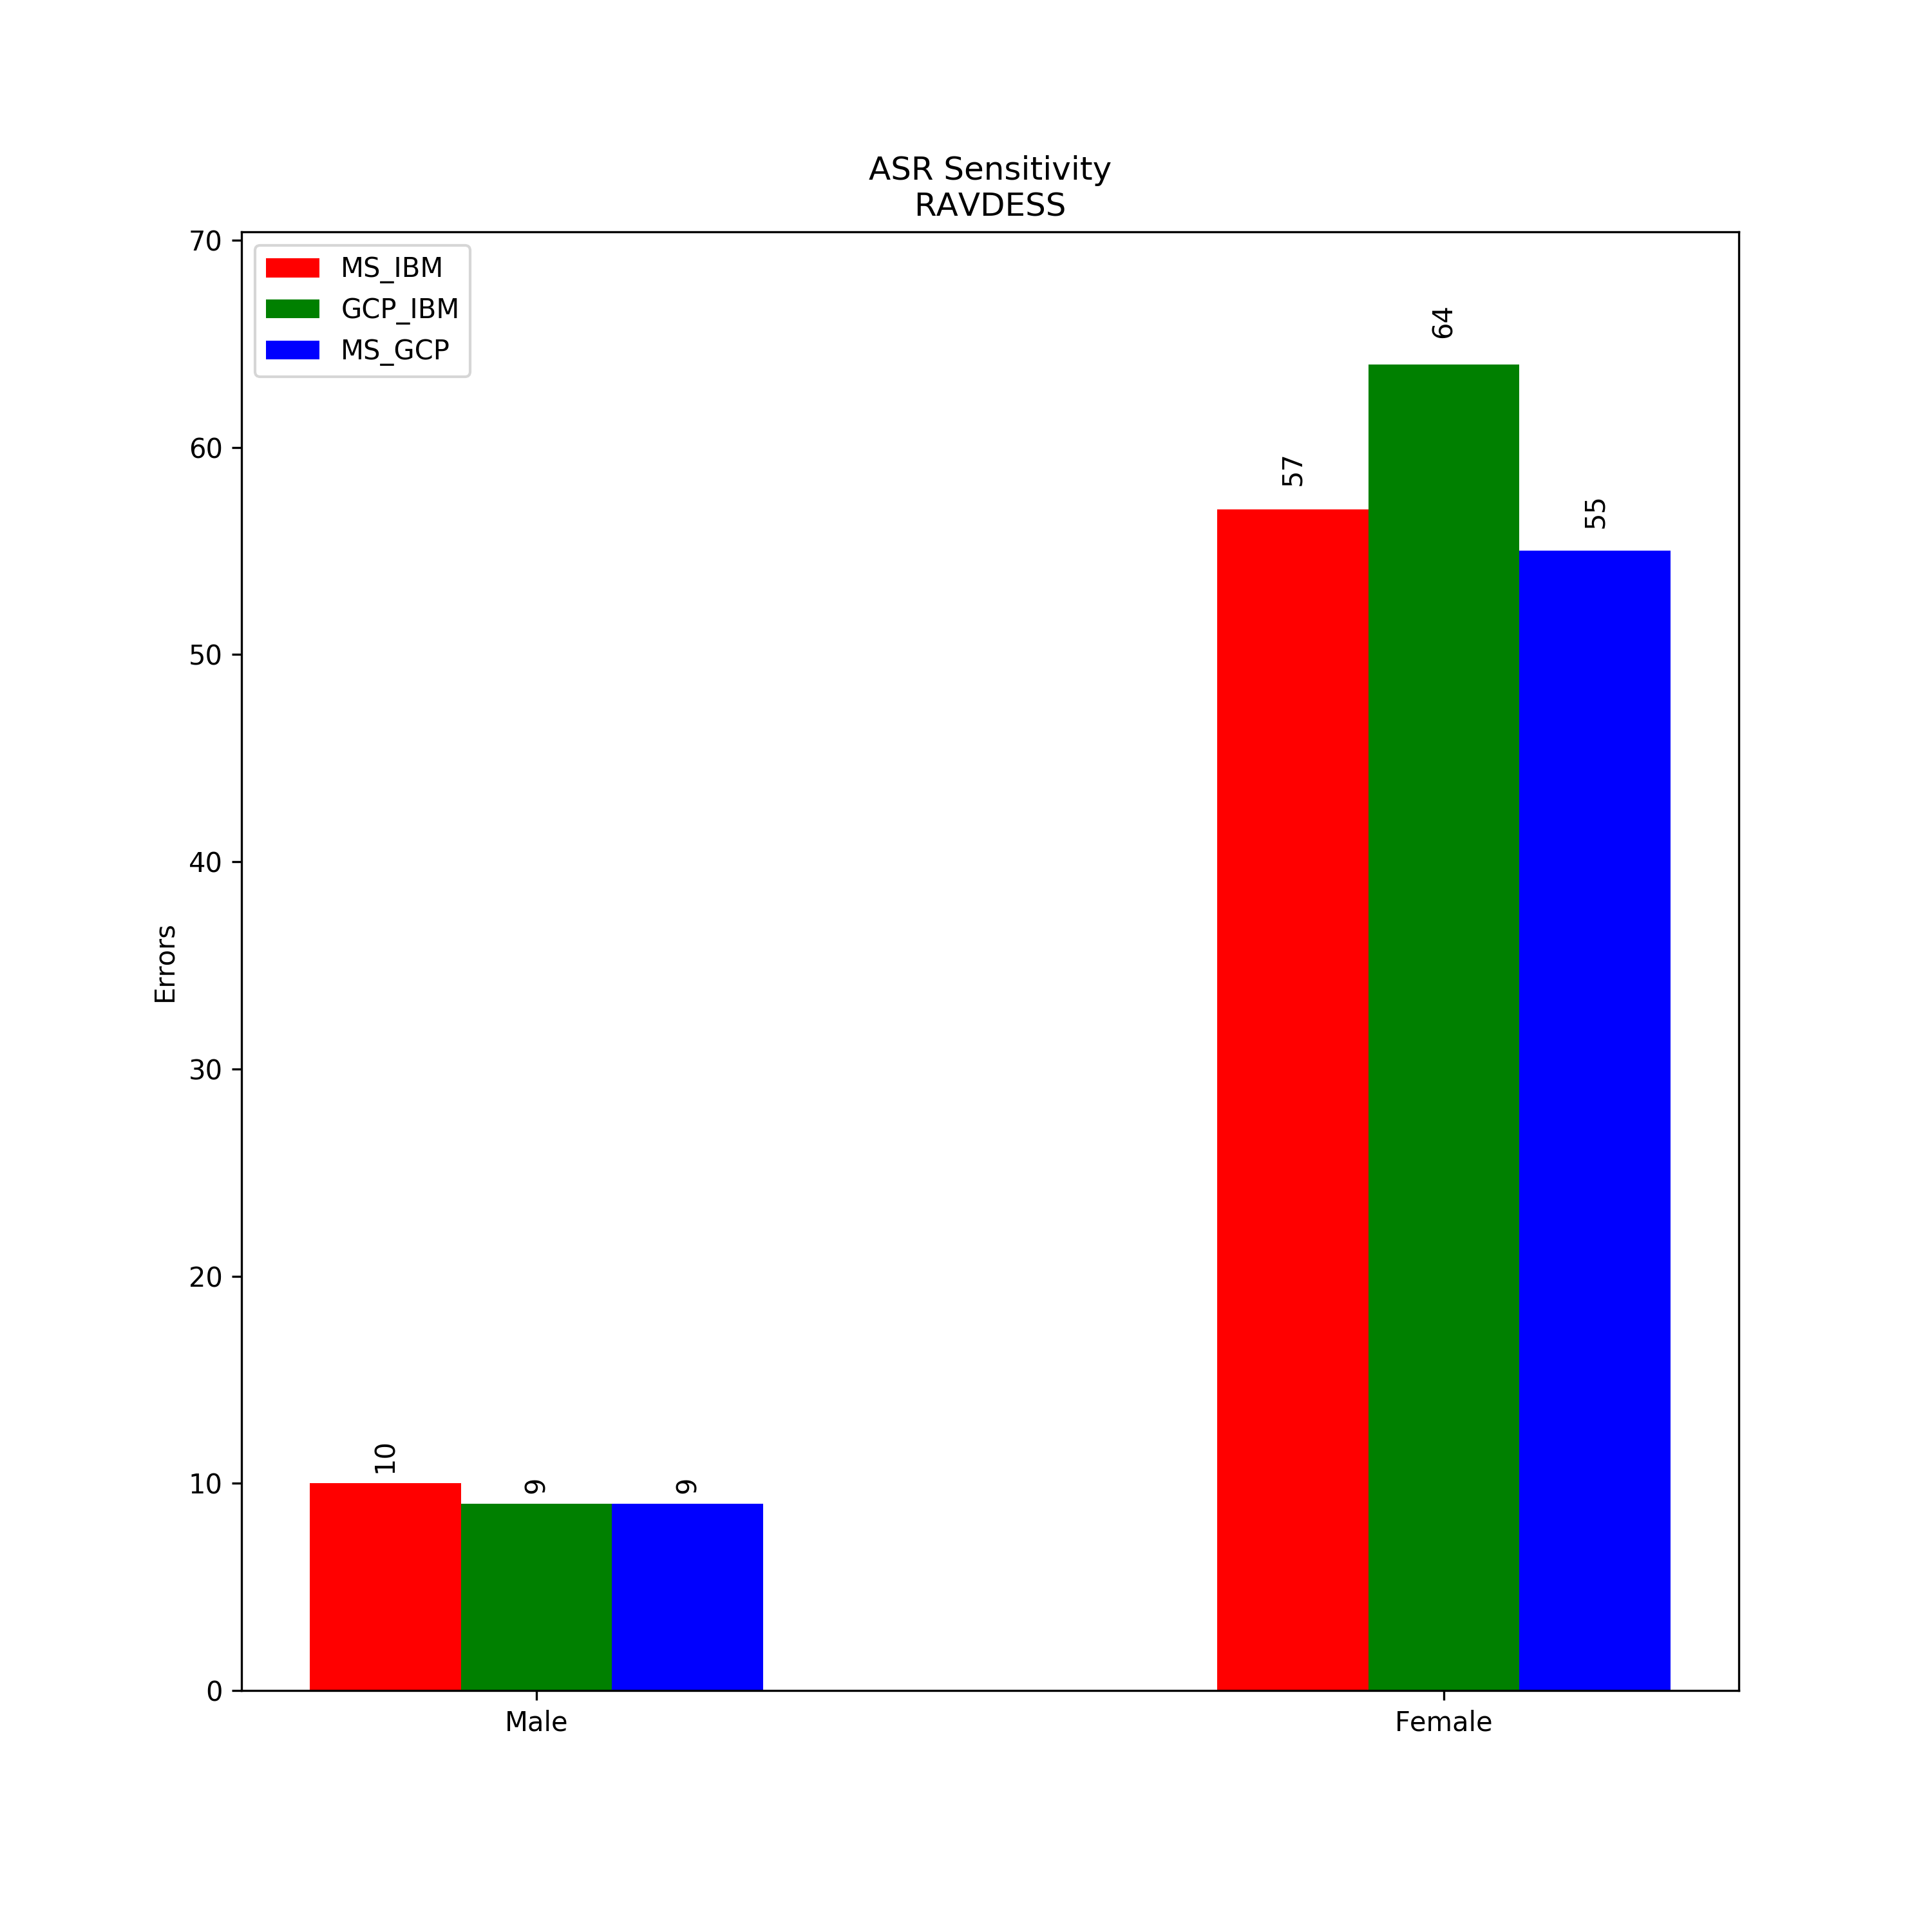 ASR Sensitivity
RAVDESS
MS_IBM
GCP_IBM
MS_GCP
70
60
50
40
30
20
10
0
Errors
10
9
9
57
64
55
Male
Female